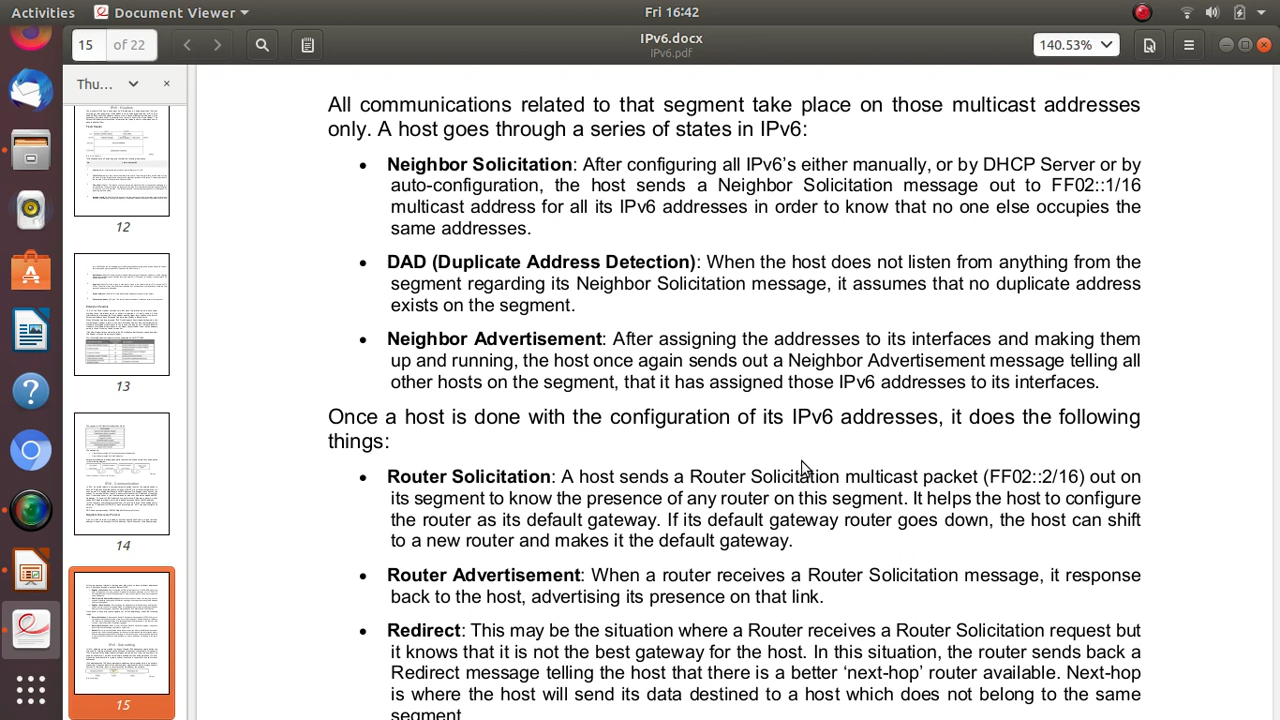 Activities Document Viewer Fri 16:42
15 of 22 IPv6.docx 140.53%
IPv6.pdf
Thu...
12
13
14
15
All communications related to that segment take place on those multicast addresses
only. A host goes through a series of states in IPv6:
• Neighbor Solicitation: After configuring all IPv6's either manually, or by DHCP Server or by
auto-configuration, the host sends a Neighbor Solicitation message out to FF02::1/16
multicast address for all its IPv6 addresses in order to know that no one else occupies the
same addresses.
• DAD (Duplicate Address Detection): When the host does not listen from anything from the
segment regarding its Neighbor Solicitation message, it assumes that no duplicate address
exists on the segment.
• Neighbor Advertisement: After assigning the addresses to its interfaces and making them
up and running, the host once again sends out a Neighbor Advertisement message telling all
other hosts on the segment, that it has assigned those IPv6 addresses to its interfaces.
Once a host is done with the configuration of its IPv6 addresses, it does the following
things:
• Router Solicitation: A host sends a Router Solicitation multicast packet (FF02::2/16) out on
its segment to know the presence of any router on this segment. It helps the host to configure
the router as its default gateway. If its default gateway router goes down, the host can shift
to a new router and makes it the default gateway.
• Router Advertisement: When a router receives a Router Solicitation message, it response
back to the host, advertising its presence on that link.
• Redirect: This may be the situation where a Router receives a Router Solicitation request but
it knows that it is not the best gateway for the host. In this situation, the router sends back a
Redirect message telling the host that there is a better 'next-hop' router available. Next-hop
is where the host will send its data destined to a host which does not belong to the same
segment